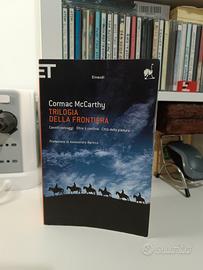 ET
Einaudi
Cormac McCarthy
TRILOGIA
DELLA FRONTIERA
Cavalli selvaggi Oltre il confine Città della pianura
Prefazione di Alessandro Baricco
subito